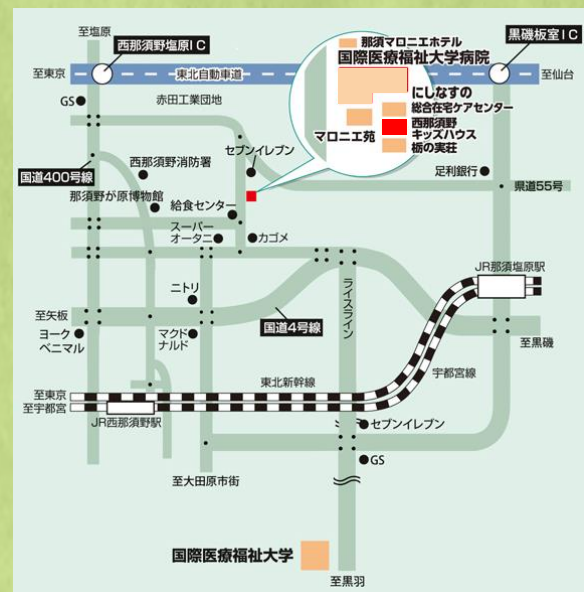 至塩原
西那須野塩原IC
黒磯板室IC
那須マロニエホテル
国際医療福祉大学病院
至東京
東北自動車道
至仙台
にしなすの
総合在宅ケアセンター
GS
赤田工業団地
西那須野
キッズハウス
マロニエ苑
栃の実荘
セブンイレブン
西那須野消防署
足利銀行
国道400号線
県道55号
那須野が原博物館
給食センター
スーパー
オータニ
カゴメ
JR那須塩原駅
ニトリ
ライスライン
至矢板
国道4号線
ヨーク
ベニマル
マクド
ナルド
至黒磯
宇都宮線
東北新幹線
至東京
至宇都宮
JR西那須野駅
セブンイレブン
GS
至大田原市街
国際医療福祉大学
至黒羽